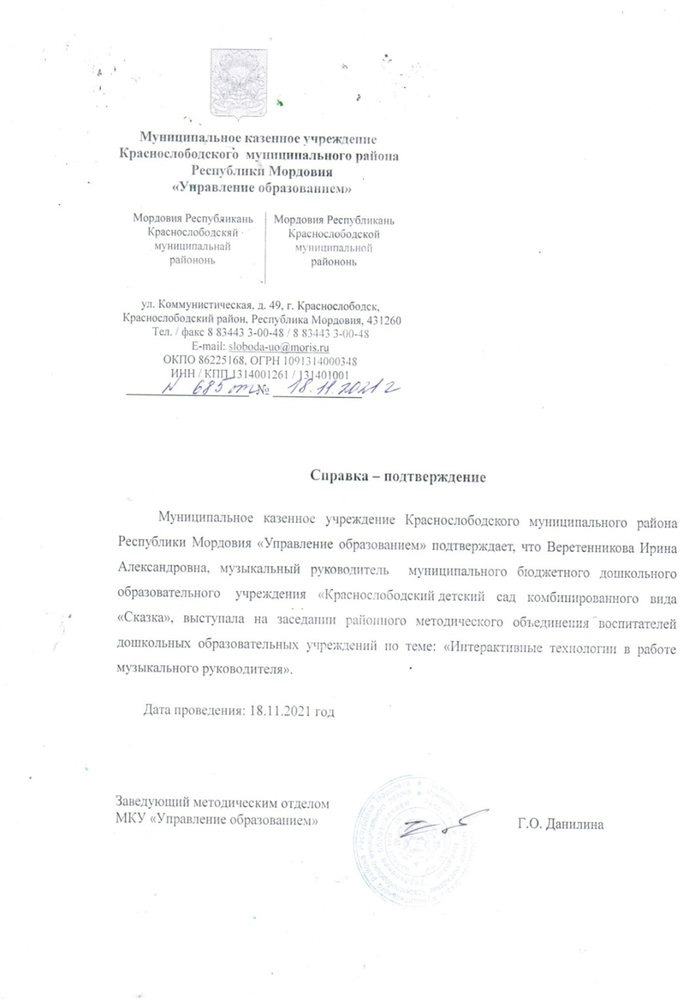 Муниципальное казенное учреждение
Краснослободского муниципального района
Республики Мордовия
«Управление образованием»
Мордовия Республикань
Краснослободскяй
муниципальнай
райононь
Мордовия Республикань
Краснослободской
муниципальной
райононь
ул. Коммунистическая, д. 49, г. Краснослободск,
Краснослободский район, Республика Мордовия, 431260
Тел. / факс 8 83443 3-00-48 / 8 83443 3-00-48
E-mail: sloboda-uo@moris.ru
ОКПО 86225168, ОГРН 1091314000348
ИНН / КПП 1314001261 / 131401001
N 685 от № 18.11.2021 г
Справка – подтверждение
Муниципальное казенное учреждение Краснослободского муниципального района
Республики Мордовия «Управление образованием» подтверждает, что Веретенникова Ирина
Александровна, музыкальный руководитель муниципального бюджетного дошкольного
образовательного учреждения «Краснослободский детский сад комбинированного вида
«Сказка», выступала на заседании районного методического объединения воспитателей
дошкольных образовательных учреждений по теме: «Интерактивные технологии в работе
музыкального руководителя».
Дата проведения: 18.11.2021 год
Заведующий методическим отделом
МКУ «Управление образованием»
Г.О. Данилина